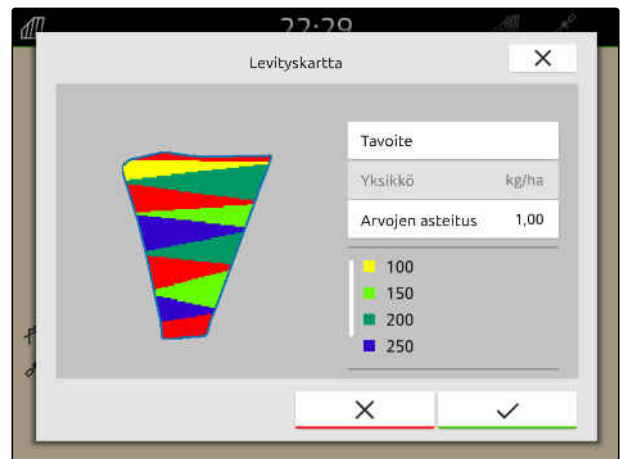 22:29
Levityskartta
Tavoite
Yksikkö kg/ha
Arvojen asteitus 1,00
100
150
200
250